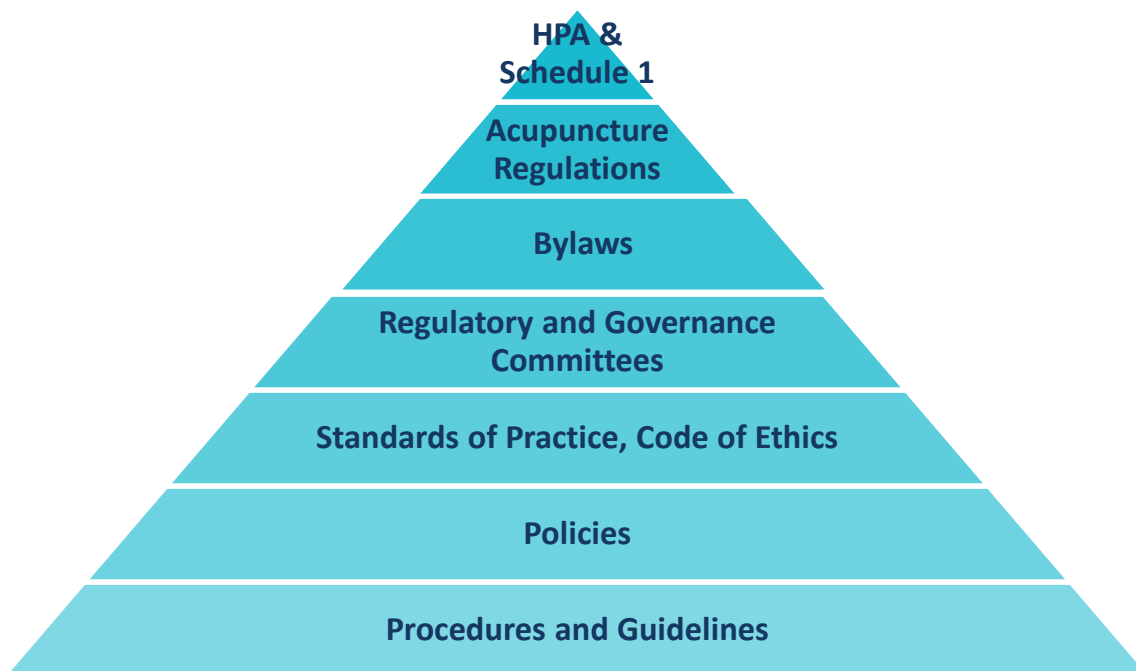 HPA &
Schedule 1
Acupuncture
Regulations
Bylaws
Regulatory and Governance
Committees
Standards of Practice, Code of Ethics
Policies
Procedures and Guidelines